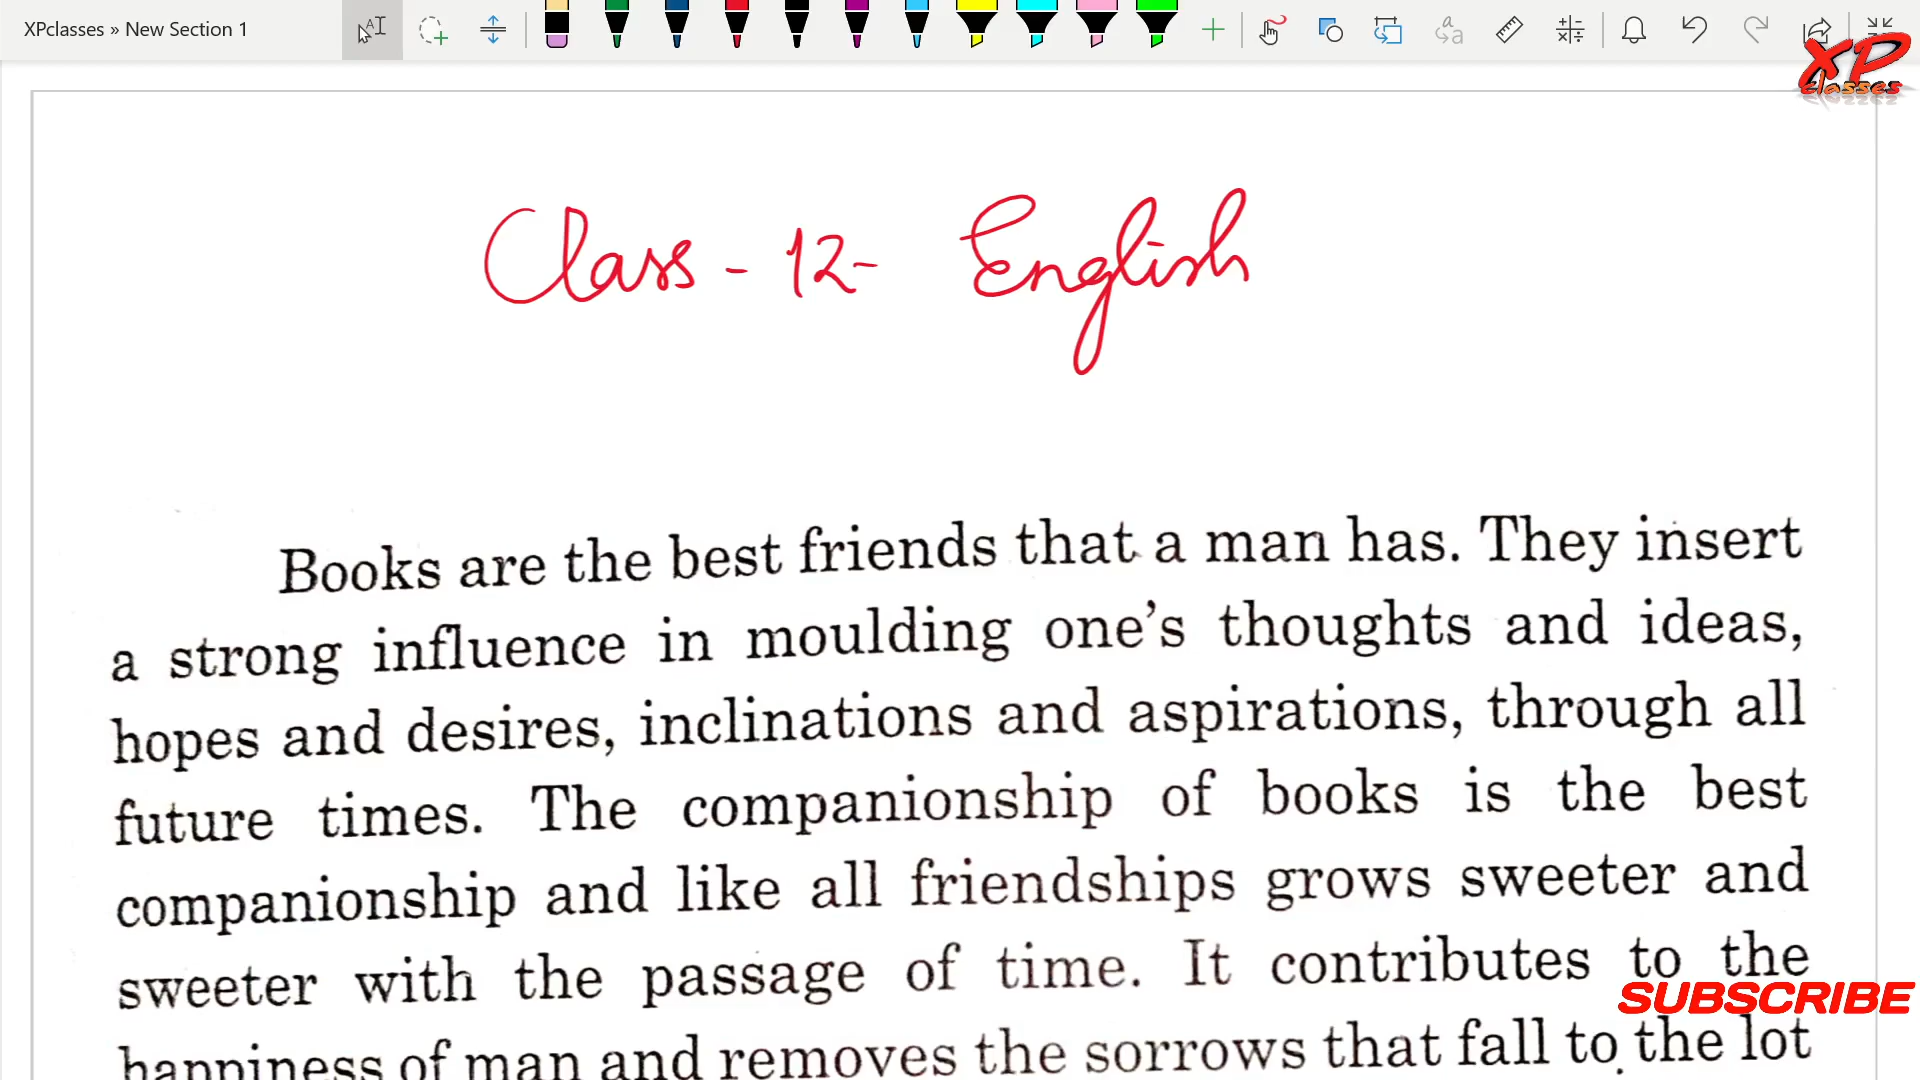 XPclasses » New Section 1
XP
classes
Class - 12 - English
Books are the best friends that a man has. They insert
a strong influence in moulding one's thoughts and ideas,
hopes and desires, inclinations and aspirations, through all
future times. The companionship of books is the best
companionship and like all friendships grows sweeter and
sweeter with the passage of time. It contributes to the
SUBSCRIBE
happiness of man and removes the sorrows that fall to the lot